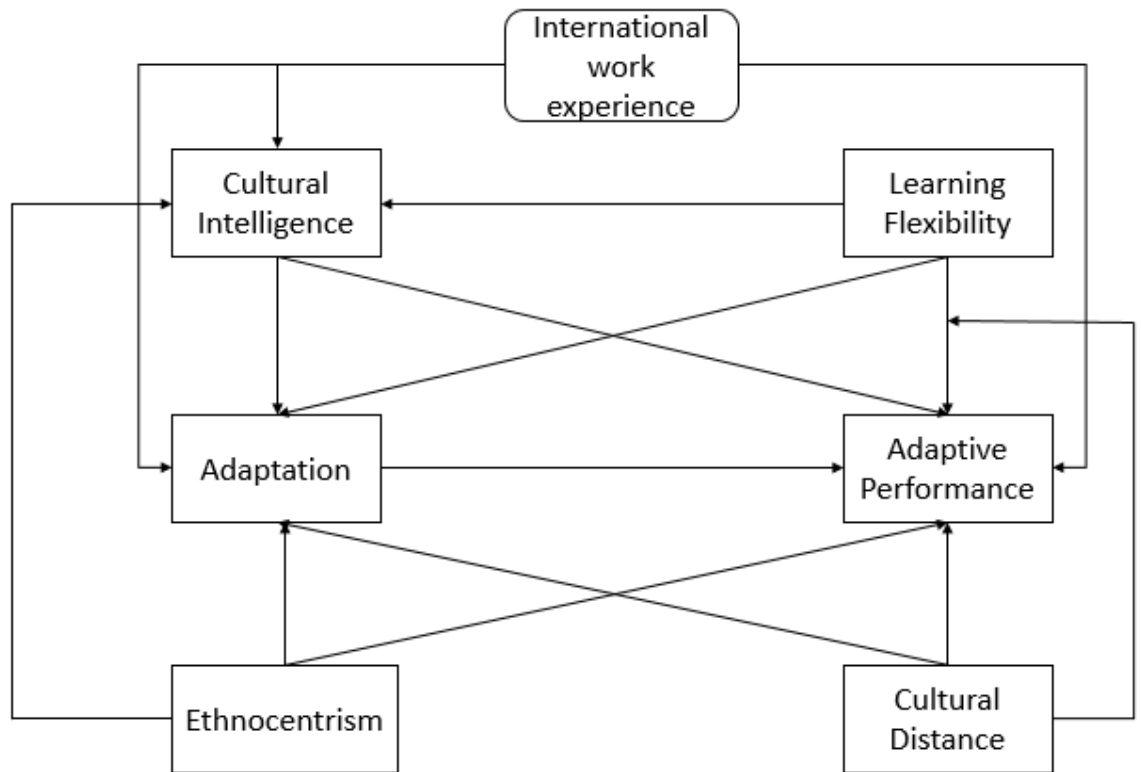 International
work
experience
Cultural
Intelligence
Learning
Flexibility
Adaptation
Adaptive
Performance
Ethnocentrism
Cultural
Distance